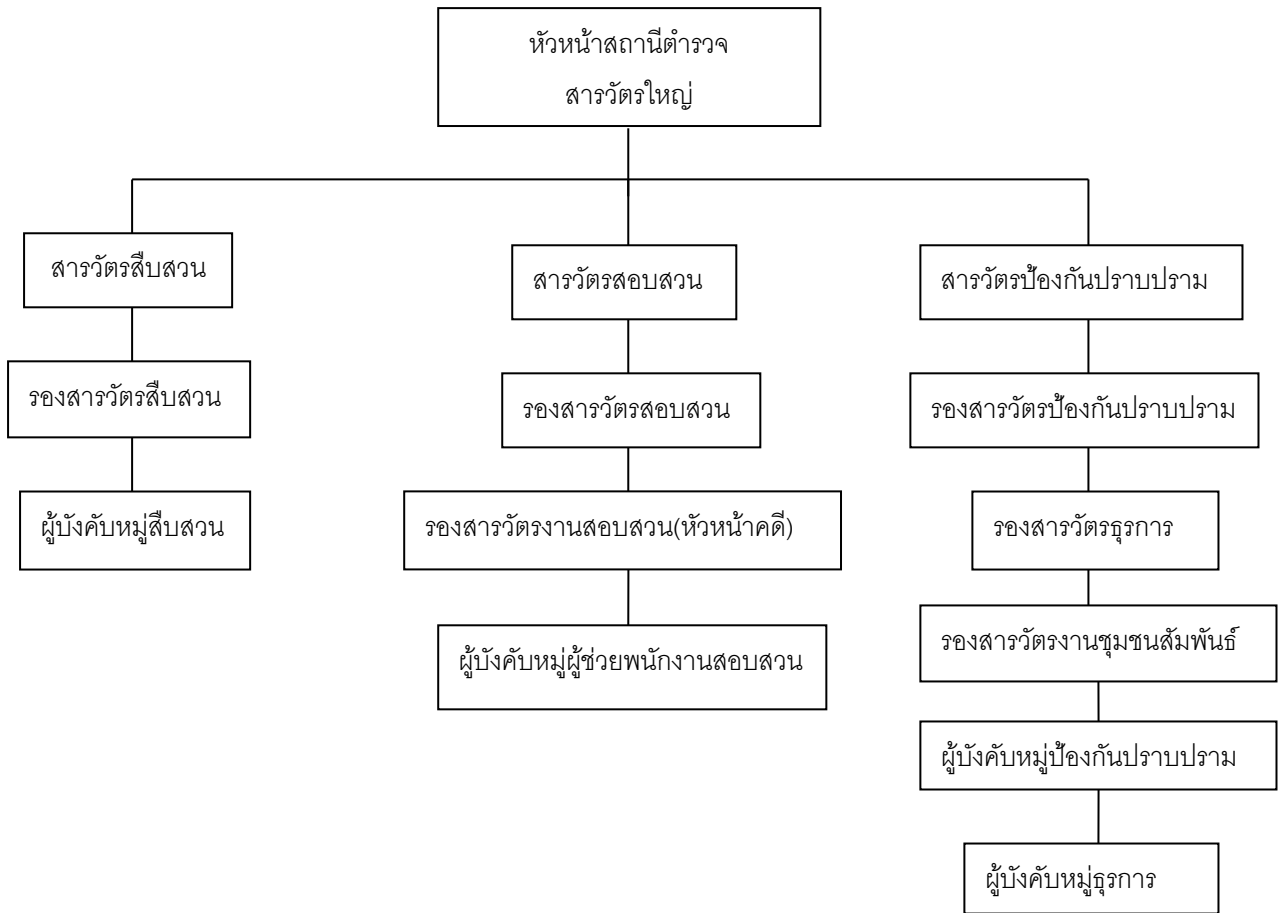 หัวหน้าสถานีตำรวจ
สารวัตรใหญ่
สารวัตรสืบสวน
รองสารวัตรสืบสวน
ผู้บังคับหมู่สืบสวน
สารวัตรสอบสวน
รองสารวัตรสอบสวน
รองสารวัตรงานสอบสวน(หัวหน้าคดี)
ผู้บังคับหมู่ผู้ช่วยพนักงานสอบสวน
สารวัตรป้องกันปราบปราม
รองสารวัตรป้องกันปราบปราม
รองสารวัตรธุรการ
รองสารวัตรงานชุมชนสัมพันธ์
ผู้บังคับหมู่ป้องกันปราบปราม
ผู้บังคับหมู่ธุรการ